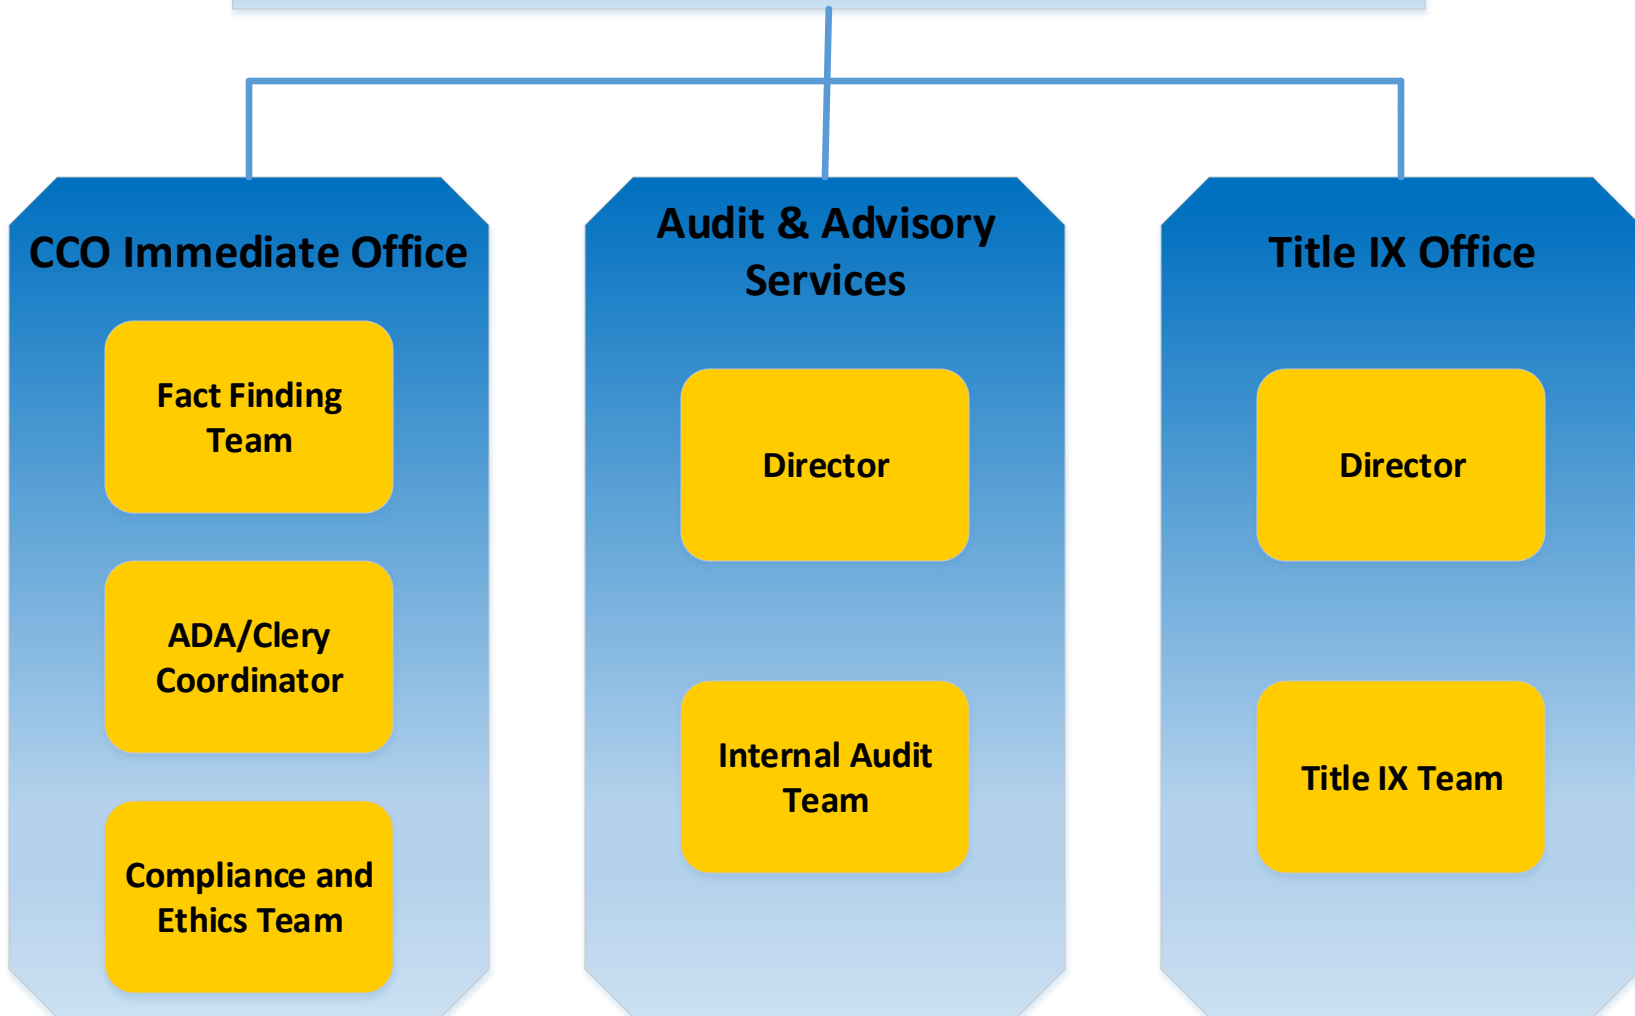 CCO Immediate Office
Fact Finding
Team
ADA/Clery
Coordinator
Compliance and
Ethics Team
Audit & Advisory
Services
Director
Internal Audit
Team
Title IX Office
Director
Title IX Team